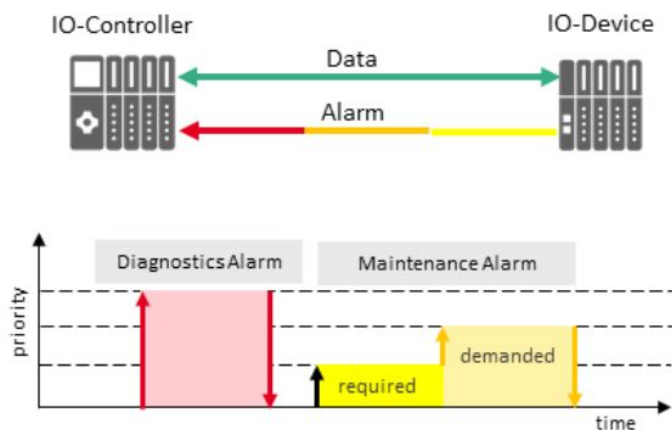 IO-Controller
IO-Device
Data
Alarm
Diagnostics Alarm
Maintenance Alarm
priority
demanded
required
time